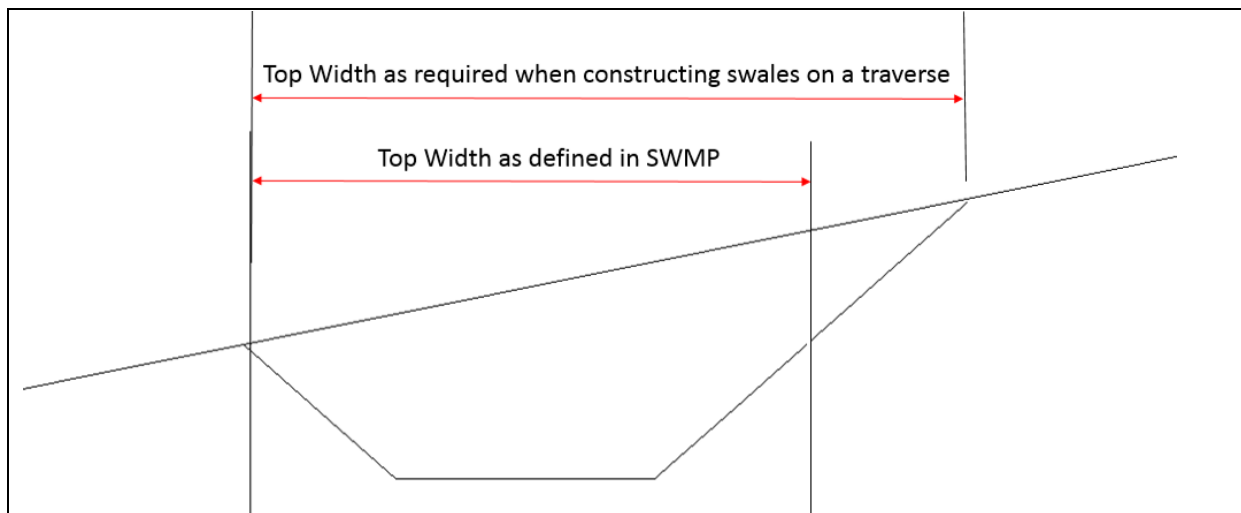 Top Width as required when constructing swales on a traverse
Top Width as defined in SWMP